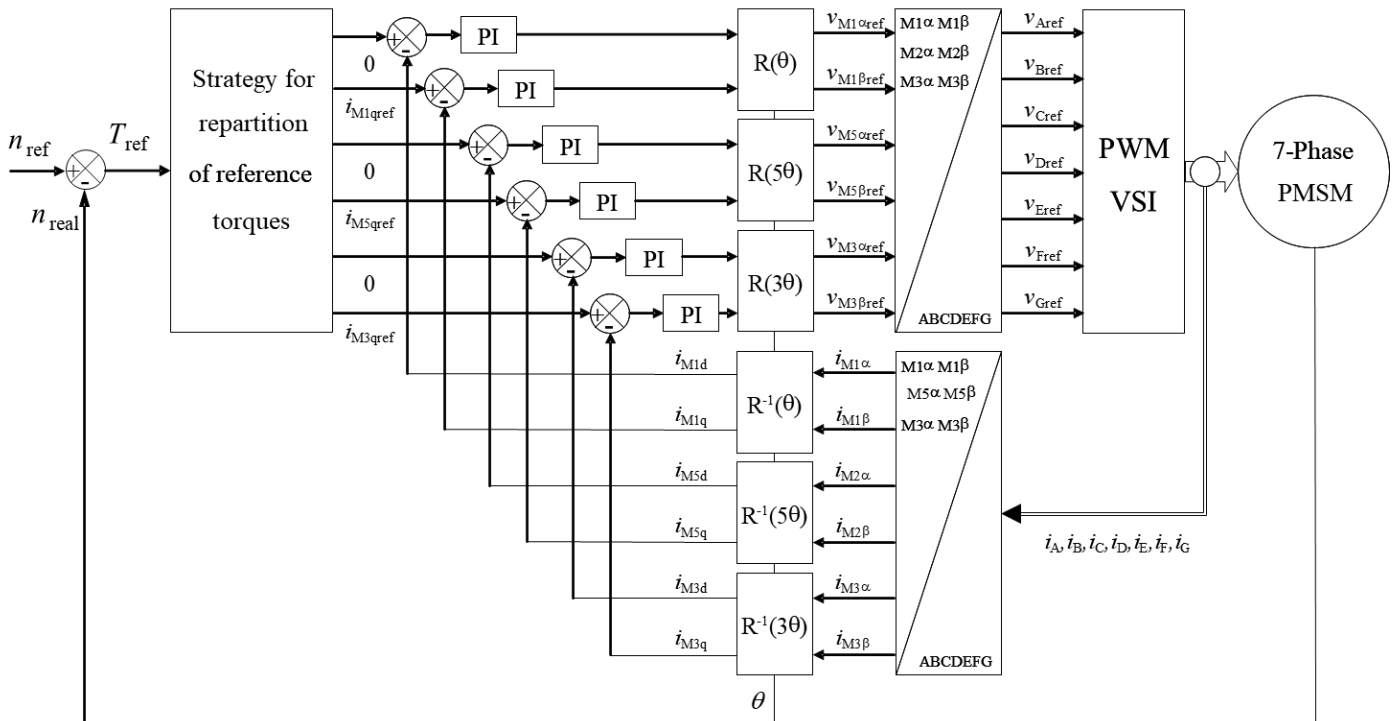 n_ref
+
-
n_real
T_ref
Strategy for
repartition
of reference
torques
0
i_M1qref
0
i_M5qref
0
i_M3qref
+ -
+ -
+ -
+ -
+ -
+ -
PI
PI
PI
PI
PI
PI
R(θ)
R(5θ)
R(3θ)
v_M1αref
v_M1βref
v_M5αref
v_M5βref
v_M3αref
v_M3βref
M1α M1β
M2α M2β
M3α M3β
ABCDEFG
v_Aref
v_Bref
v_Cref
v_Dref
v_Eref
v_Fref
v_Gref
PWM
VSI
7-Phase
PMSM
i_M1d
i_M1q
i_M5d
i_M5q
i_M3d
i_M3q
R⁻¹(θ)
R⁻¹(5θ)
R⁻¹(3θ)
i_M1α
i_M1β
i_M2α
i_M2β
i_M3α
i_M3β
M1α M1β
M5α M5β
M3α M3β
ABCDEFG
i_A, i_B, i_C, i_D, i_E, i_F, i_G
θ